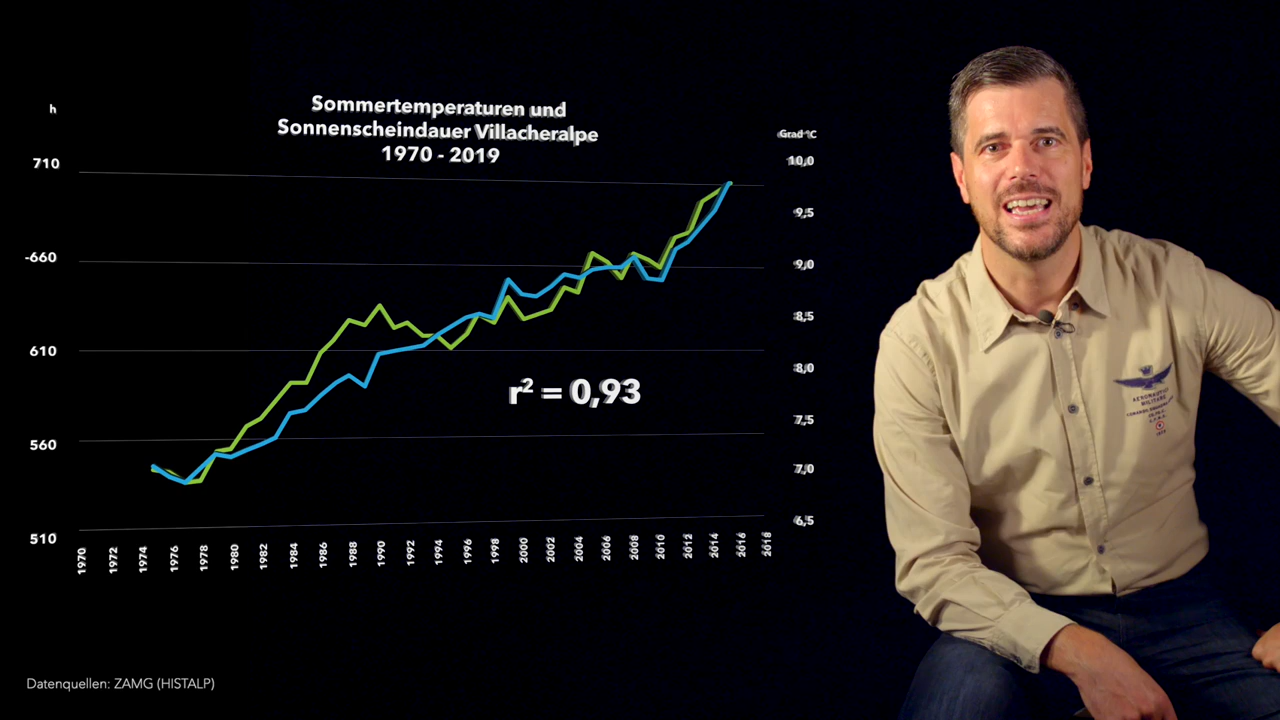 Sommertemperaturen und
Sonnenscheindauer Villacheralpe
1970 - 2019
h
710
-660
610
560
510
Grad °C
10,0
9,5
9,0
8,5
8,0
7,5
7,0
6,5
r² = 0,93
1970 1972 1974 1976 1978 1980 1982 1984 1986 1988 1990 1992 1994 1996 1998 2000 2002 2004 2006 2008 2010 2012 2014 2016 2018
Datenquellen: ZAMG (HISTALP)
AERONAUTICA
MILITARE